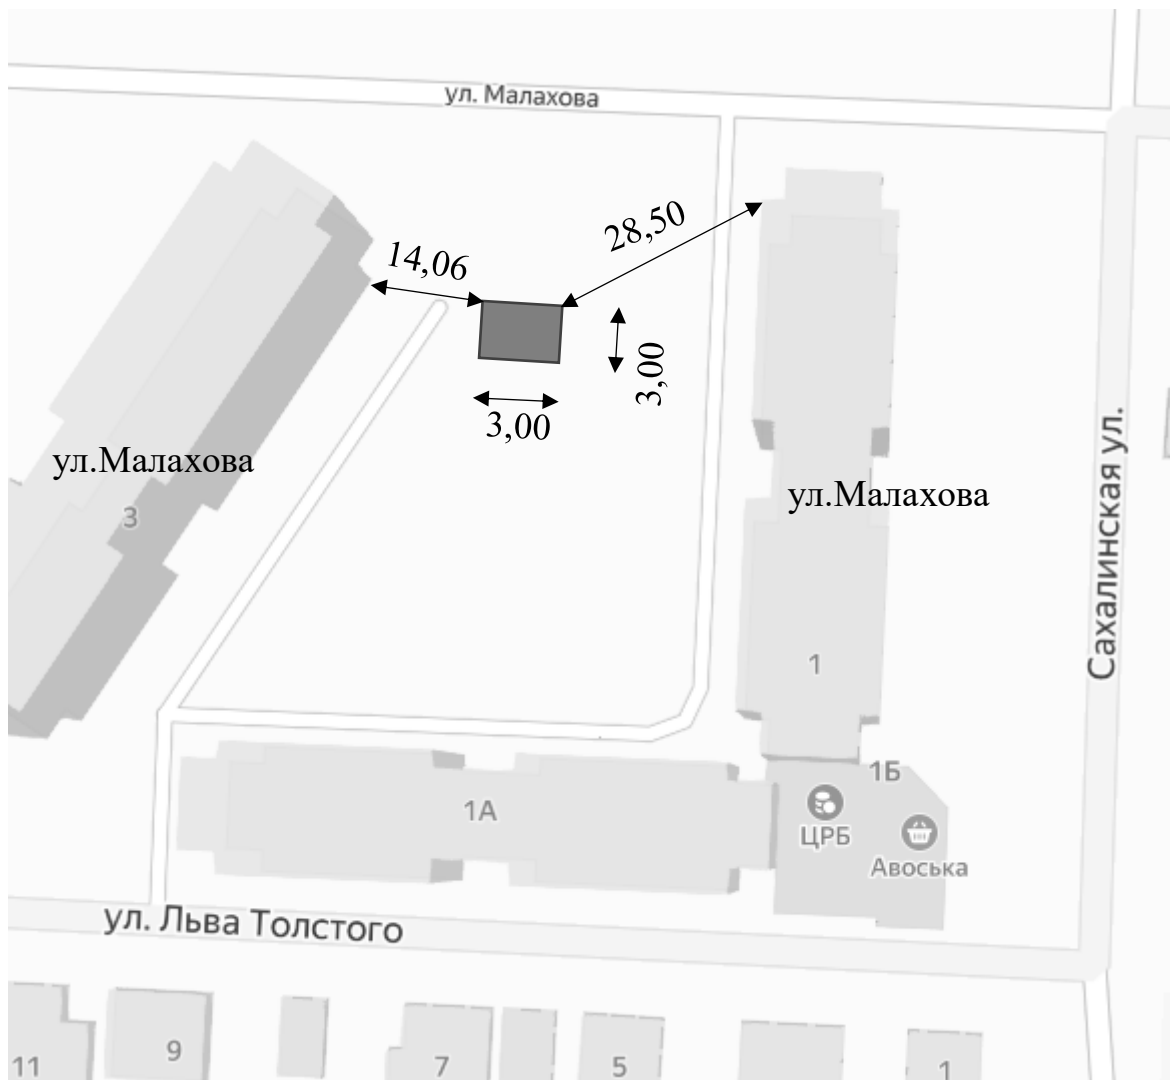 ул. Малахова
28,50
14,06
3,00
3,00
ул.Малахова
3
ул.Малахова
Сахалинская ул.
1
1Б
1А
ЦРБ
Авоська
ул. Льва Толстого
11
9
7
5
1